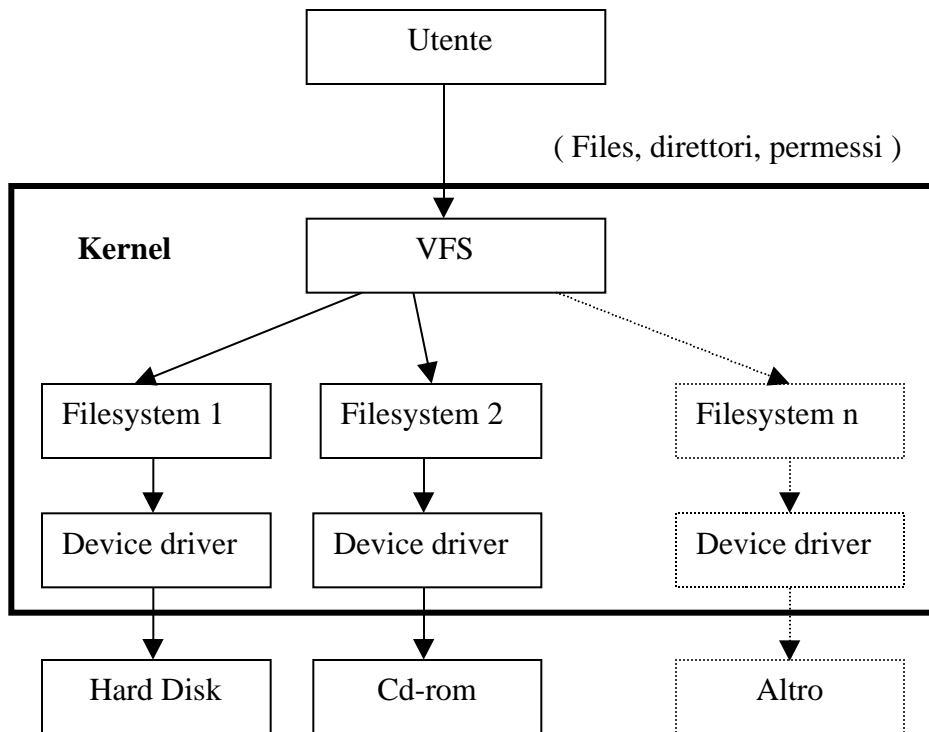 Utente
( Files, direttori, permessi )
Kernel
VFS
Filesystem 1
Filesystem 2
Filesystem n
Device driver
Device driver
Device driver
Hard Disk
Cd-rom
Altro